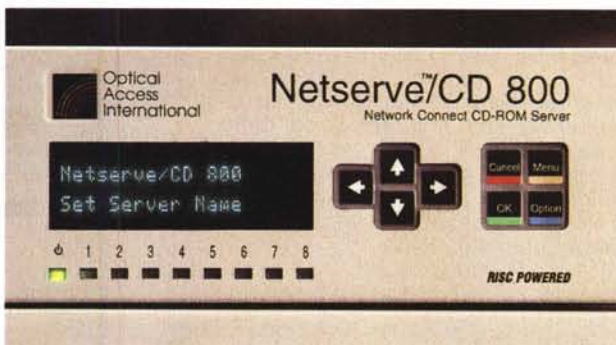 Optical
Access
International
Netserve™/CD 800
Network Connect CD-ROM Server
Netserve/CD 800
Set Server Name
Cancel Menu
OK Option
1 2 3 4 5 6 7 8
RISC POWERED